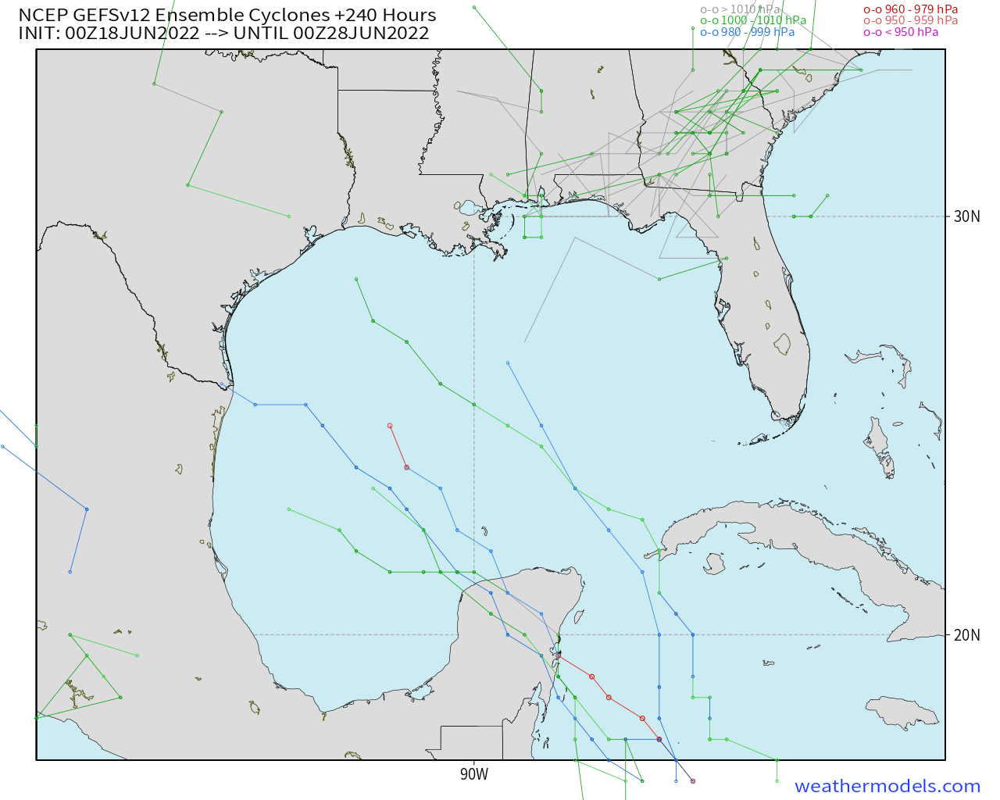 NCEP GEFSv12 Ensemble Cyclones +240 Hours
INIT: 00Z18JUN2022 --> UNTIL 00Z28JUN2022
o-o > 1010 hPa
o-o 1000 - 1010 hPa
o-o 980 - 999 hPa
o-o 960 - 979 hPa
o-o 950 - 959 hPa
o-o < 950 hPa
30N
20N
90W
weathermodels.com